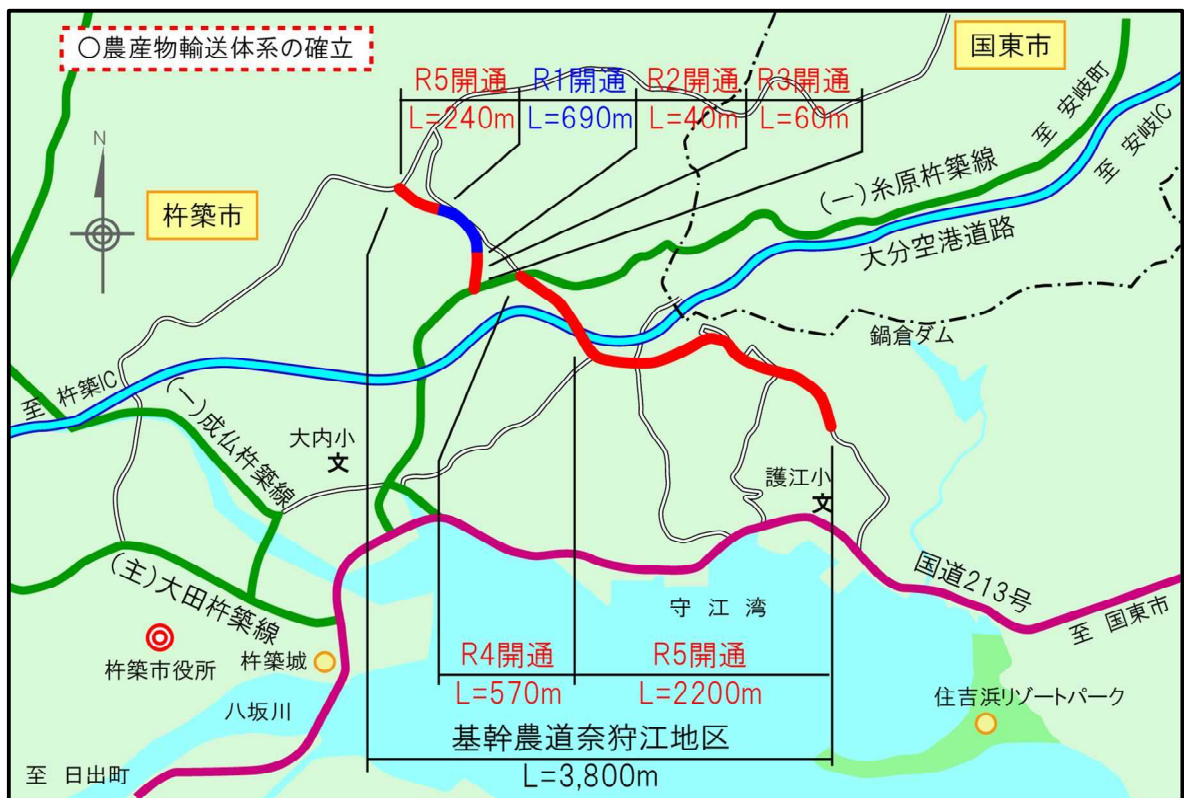 ○農産物輸送体系の確立
国東市
R5開通
L=240m
R1開通
L=690m
R2開通
L=40m
R3開通
L=60m
至 安岐町
至 安岐IC
N
杵築市
(一)糸原杵築線
大分空港道路
鍋倉ダム
至 杵築IC
(一)成仏杵築線
大内小
文
護江小
文
(主)大田杵築線
国道213号
守江湾
至 国東市
杵築市役所
杵築城
八坂川
R4開通
L=570m
R5開通
L=2200m
住吉浜リゾートパーク
基幹農道奈狩江地区
L=3,800m
至 日出町